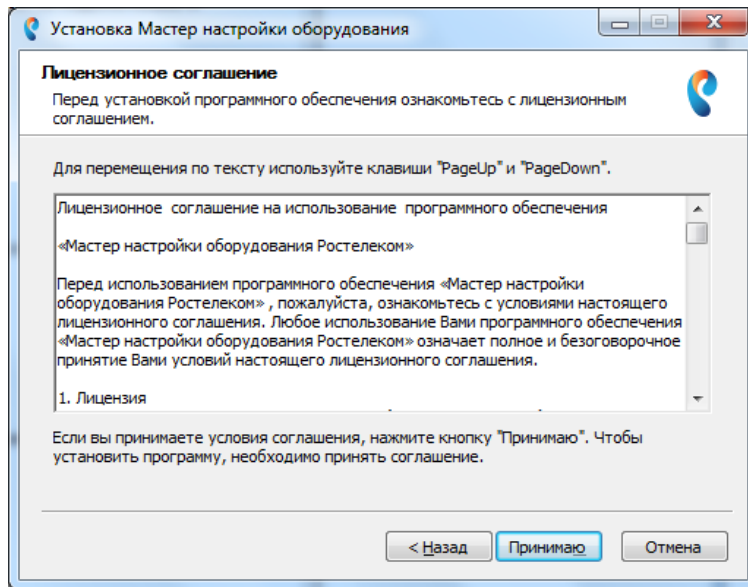 Установка Мастер настройки оборудования
Лицензионное соглашение
Перед установкой программного обеспечения ознакомьтесь с лицензионным
соглашением.
Для перемещения по тексту используйте клавиши "PageUp" и "PageDown".
Лицензионное соглашение на использование программного обеспечения
«Мастер настройки оборудования Ростелеком»
Перед использованием программного обеспечения «Мастер настройки
оборудования Ростелеком» , пожалуйста, ознакомьтесь с условиями настоящего
лицензионного соглашения. Любое использование Вами программного обеспечения
«Мастер настройки оборудования Ростелеком» означает полное и безоговорочное
принятие Вами условий настоящего лицензионного соглашения.
1. Лицензия
Если вы принимаете условия соглашения, нажмите кнопку "Принимаю". Чтобы
установить программу, необходимо принять соглашение.
< Назад Принимаю Отмена